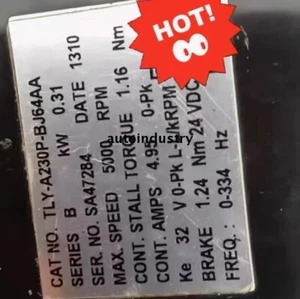 HOT!
CAT NO. TLY-A230P-BJ64AA
kW 0.31
SERIES B DATE 1310
SER. NO. SA47284
MAX. SPEED 5000 RPM
CONT. STALL TORQUE 1.16 Nm
CONT. AMPS 4.95 0-Pk
Ke 32 V 0-Pk L-L/KRPM
BRAKE 1.24 Nm 24 VDC
FREQ.: 0-334 Hz
autoindustry